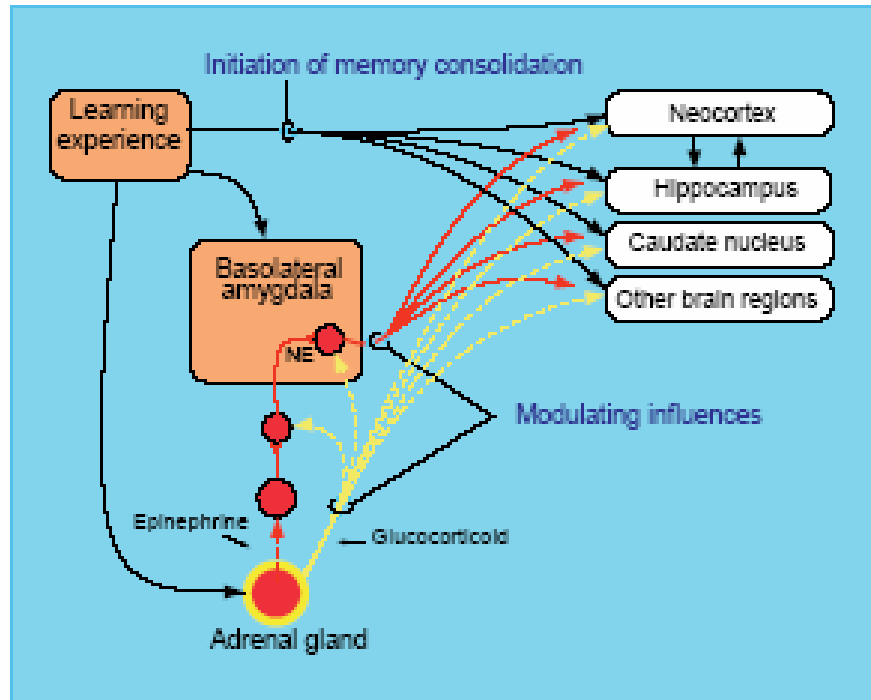 Initiation of memory consolidation
Learning
experience
Neocortex
Hippocampus
Caudate nucleus
Other brain regions
Basolateral
amygdala
NE
Modulating influences
Epinephrine
Glucocorticoid
Adrenal gland